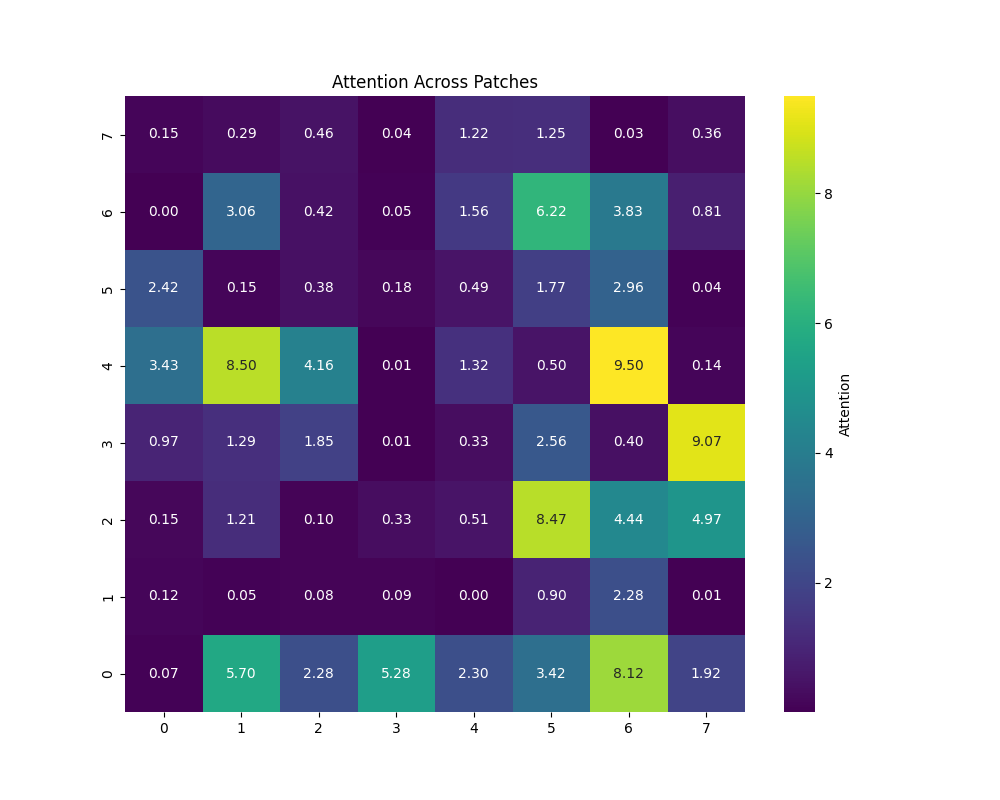 Attention Across Patches
7 0.15 0.29 0.46 0.04 1.22 1.25 0.03 0.36
6 0.00 3.06 0.42 0.05 1.56 6.22 3.83 0.81
5 2.42 0.15 0.38 0.18 0.49 1.77 2.96 0.04
4 3.43 8.50 4.16 0.01 1.32 0.50 9.50 0.14
3 0.97 1.29 1.85 0.01 0.33 2.56 0.40 9.07
2 0.15 1.21 0.10 0.33 0.51 8.47 4.44 4.97
1 0.12 0.05 0.08 0.09 0.00 0.90 2.28 0.01
0 0.07 5.70 2.28 5.28 2.30 3.42 8.12 1.92
0 1 2 3 4 5 6 7
8
6
4
2
Attention